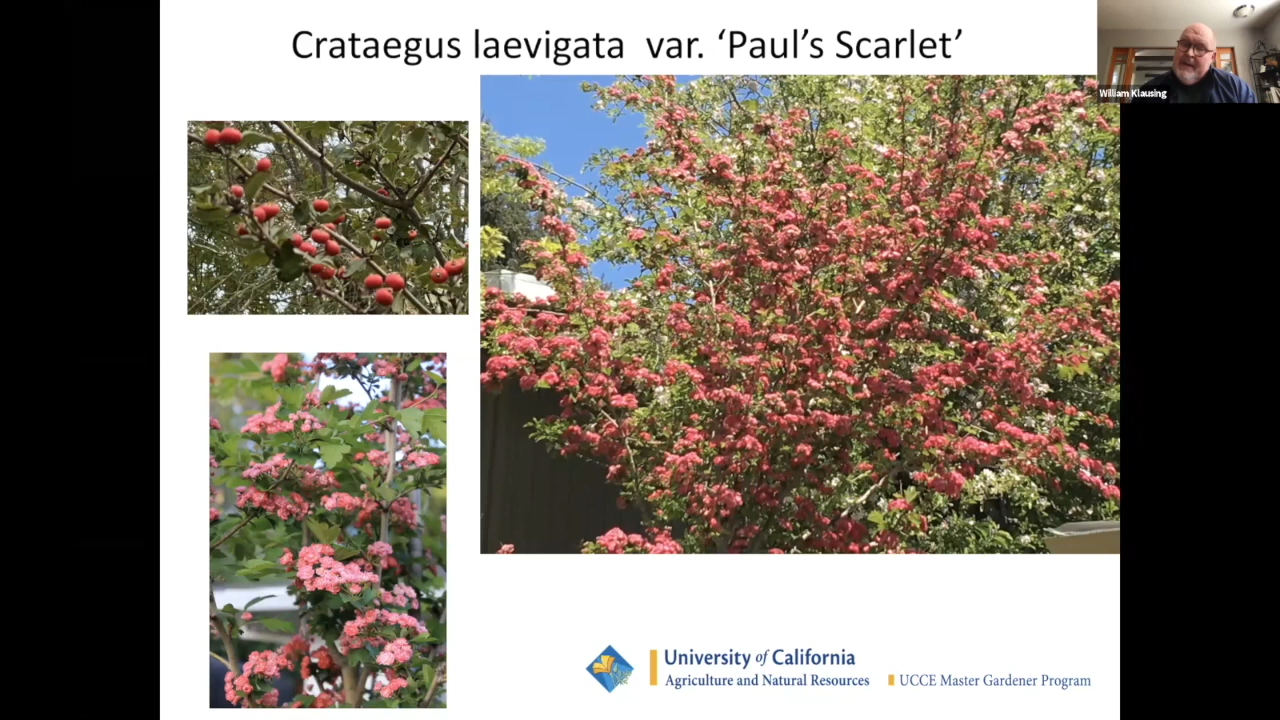 Crataegus laevigata var. ‘Paul’s Scarlet’
William Klausing
University of California
Agriculture and Natural Resources
UCCE Master Gardener Program